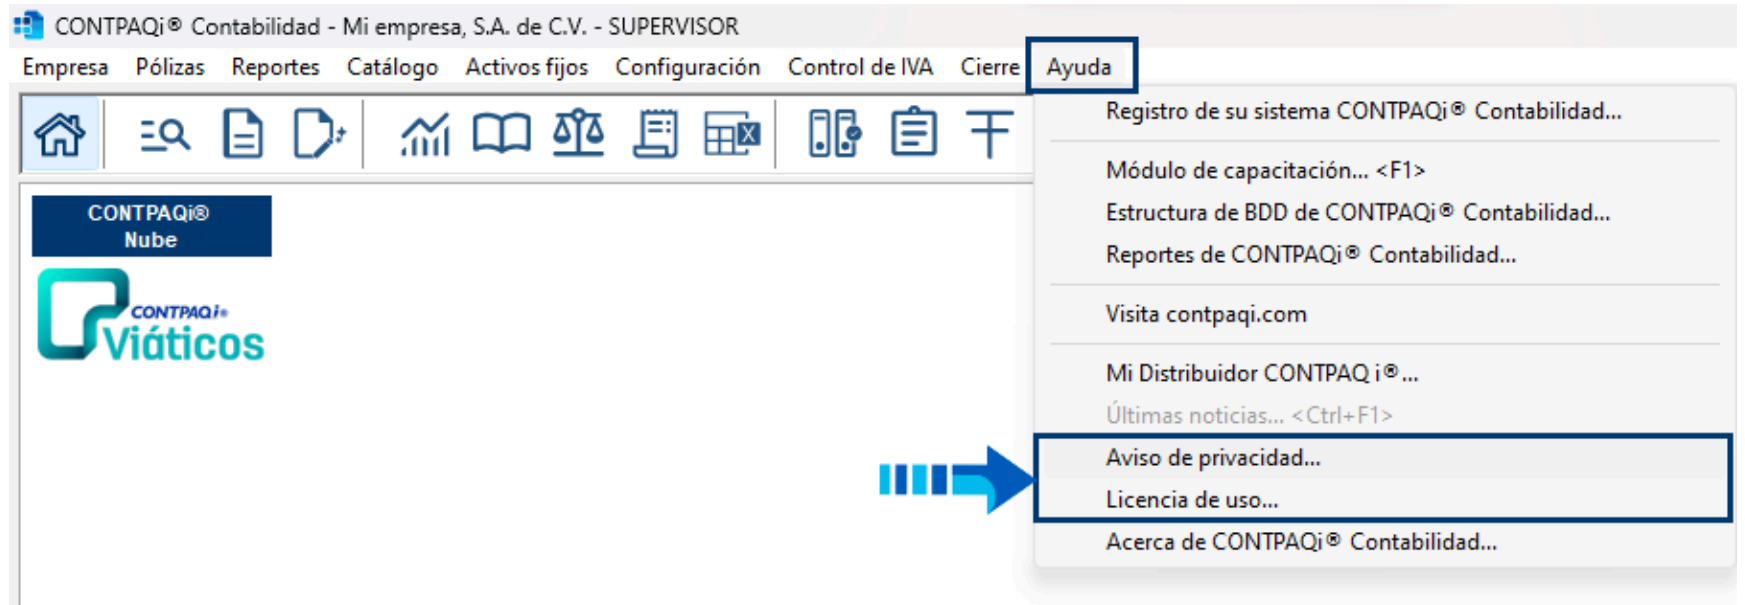 CONTPAQi® Contabilidad - Mi empresa, S.A. de C.V. - SUPERVISOR
Empresa Pólizas Reportes Catálogo Activos fijos Configuración Control de IVA Cierre Ayuda
Registro de su sistema CONTPAQi® Contabilidad...
Módulo de capacitación... <F1>
Estructura de BDD de CONTPAQi® Contabilidad...
Reportes de CONTPAQi® Contabilidad...
Visita contpaqi.com
Mi Distribuidor CONTPAQ i®...
Últimas noticias... <Ctrl+F1>
Aviso de privacidad...
Licencia de uso...
Acerca de CONTPAQi® Contabilidad...
X
CONTPAQi®
Nube
CONTPAQi®
Viáticos